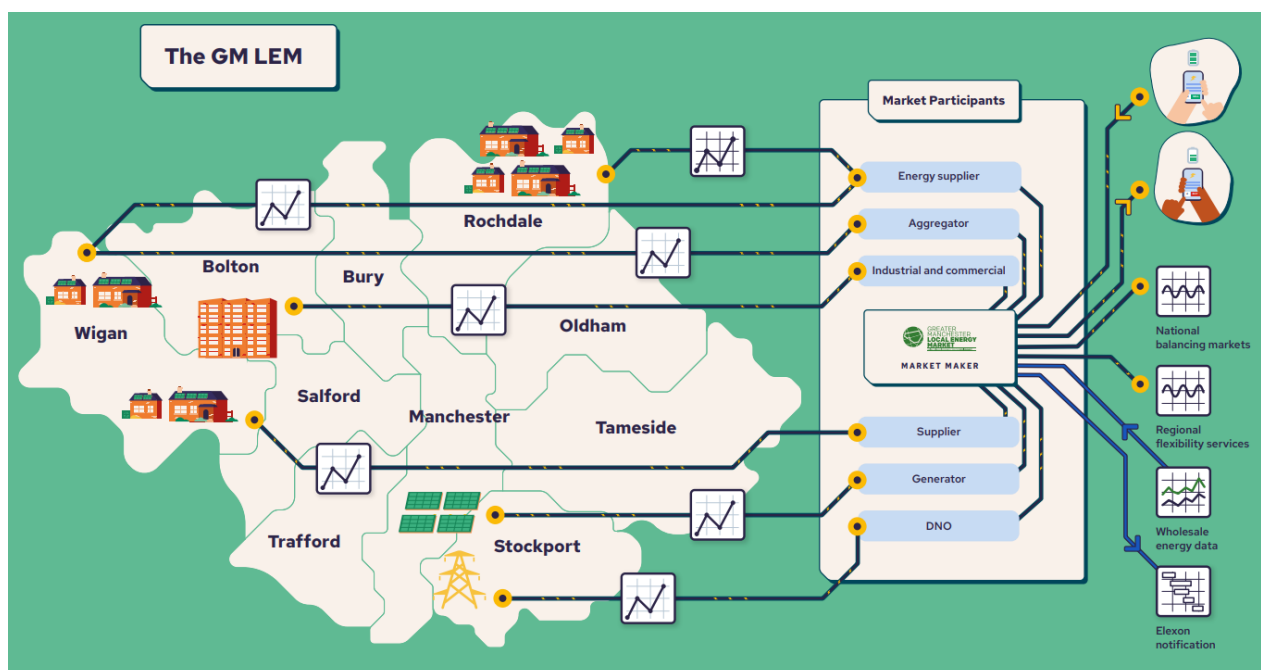 The GM LEM
Market Participants
Energy supplier
Aggregator
Industrial and commercial
GREATER
MANCHESTER
LOCAL ENERGY
MARKET
MARKET MAKER
Supplier
Generator
DNO
Rochdale
Bolton
Bury
Wigan
Oldham
Salford
Manchester
Tameside
Trafford
Stockport
National
balancing markets
Regional
flexibility services
Wholesale
energy data
Elexon
notification